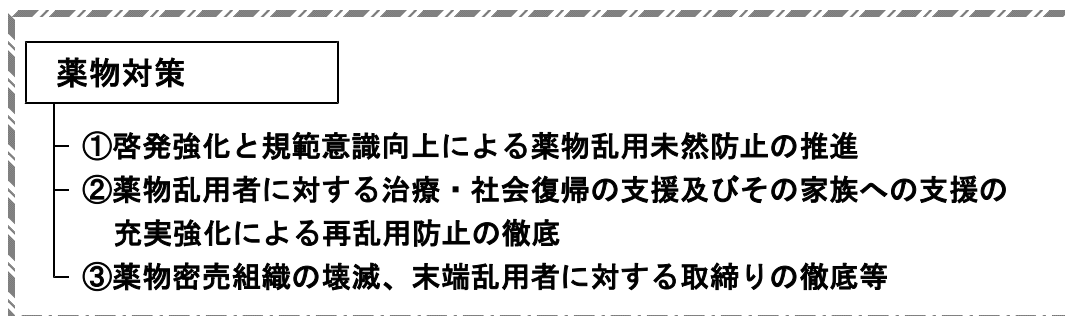 薬物対策
①啓発強化と規範意識向上による薬物乱用未然防止の推進
②薬物乱用者に対する治療・社会復帰の支援及びその家族への支援の
充実強化による再乱用防止の徹底
③薬物密売組織の壊滅、末端乱用者に対する取締りの徹底等